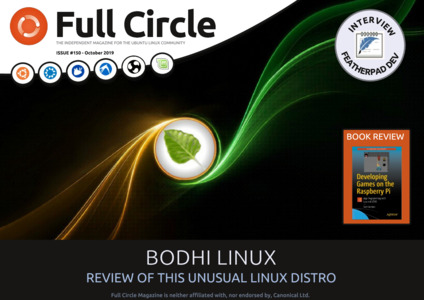 Full Circle
THE INDEPENDENT MAGAZINE FOR THE UBUNTU LINUX COMMUNITY
ISSUE #150 - October 2019
INTERVIEW
FEATHERPAD DEV
BOOK REVIEW
Developing
Games on the
Raspberry Pi
BODHI LINUX
REVIEW OF THIS UNUSUAL LINUX DISTRO
Full Circle Magazine is neither affiliated with, nor endorsed by, Canonical Ltd.